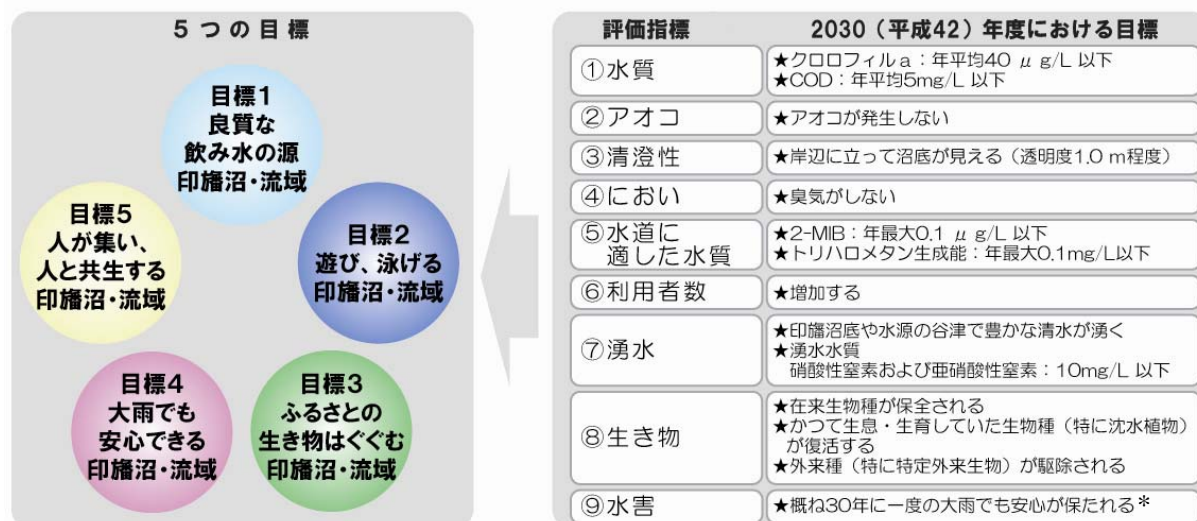 5つの目標
目標1
良質な
飲み水の源
印旛沼・流域
目標2
遊び、泳げる
印旛沼・流域
目標3
ふるさとの
生き物はぐくむ
印旛沼・流域
目標4
大雨でも
安心できる
印旛沼・流域
目標5
人が集い、
人と共生する
印旛沼・流域
評価指標 2030(平成42)年度における目標
①水質
★クロロフィルa:年平均40 μg/L 以下
★COD:年平均5mg/L 以下
②アオコ
★アオコが発生しない
③清澄性
★岸辺に立って沼底が見える(透明度1.0 m程度)
④におい
★臭気がしない
⑤水道に
適した水質
★2-MIB:年最大0.1 μg/L 以下
★トリハロメタン生成能:年最大0.1mg/L以下
⑥利用者数
★増加する
⑦湧水
★印旛沼底や水源の谷津で豊かな清水が湧く
★湧水水質
硝酸性窒素および亜硝酸性窒素:10mg/L 以下
⑧生き物
★在来生物種が保全される
★かつて生息・生育していた生物種(特に沈水植物)
が復活する
★外来種(特に特定外来生物)が駆除される
⑨水害
★概ね30年に一度の大雨でも安心が保たれる*